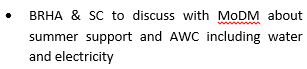 • BRHA & SC to discuss with MoDM about
summer support and AWC including water
and electricity